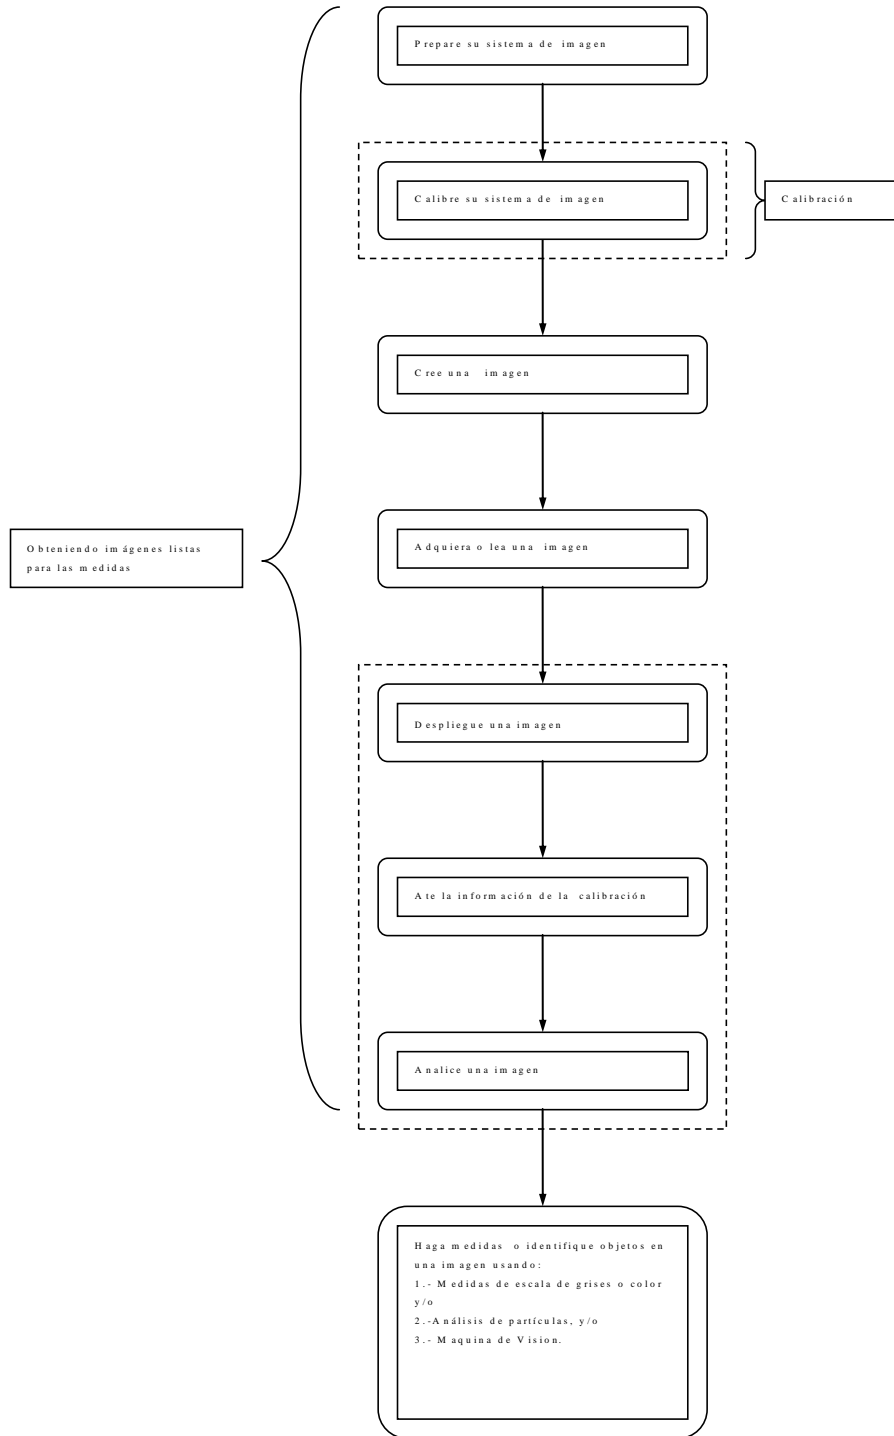 Prepare su sistema de imagen
Calibre su sistema de imagen
Calibración
Cree una imagen
Adquiera o lea una imagen
Obteniendo imágenes listas
para las medidas
Despliegue una imagen
Ate la información de la calibración
Analice una imagen
Haga medidas o identifique objetos en
una imagen usando:
1.- Medidas de escala de grises o color
y/o
2.-Análisis de partículas, y/o
3.- Maquina de Vision.